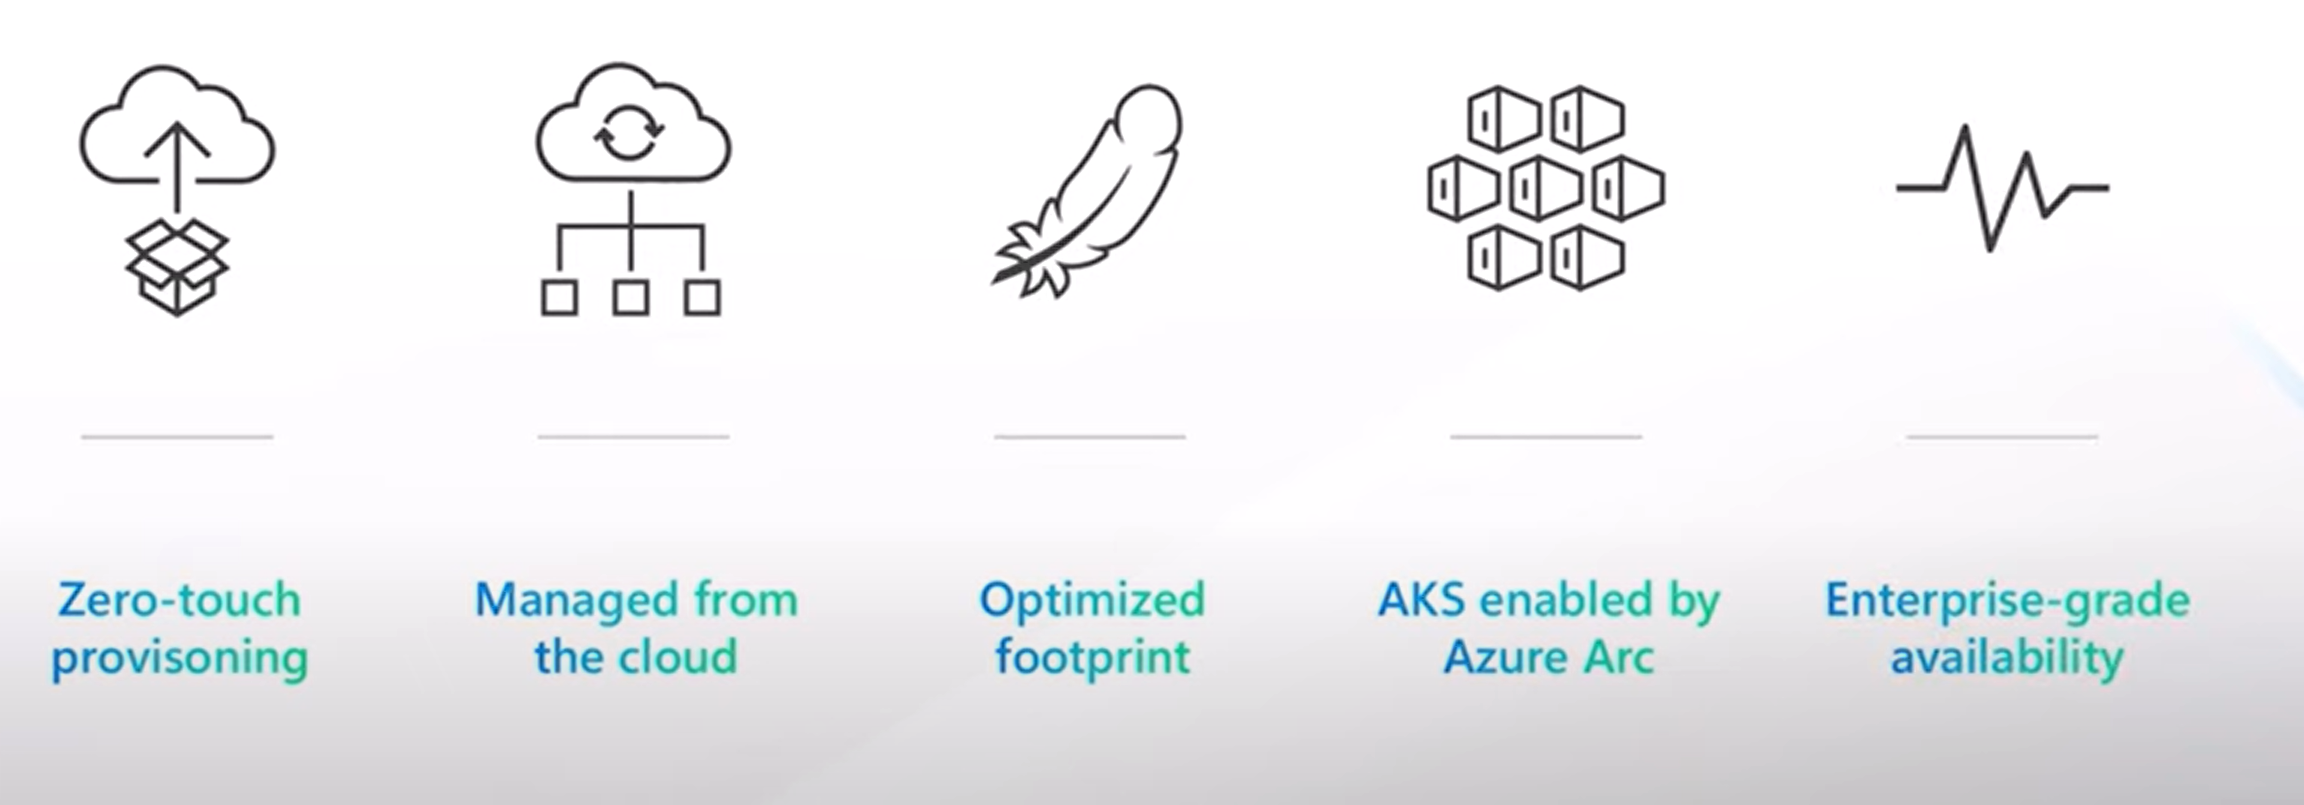 Zero-touch
provisoning
Managed from
the cloud
Optimized
footprint
AKS enabled by
Azure Arc
Enterprise-grade
availability